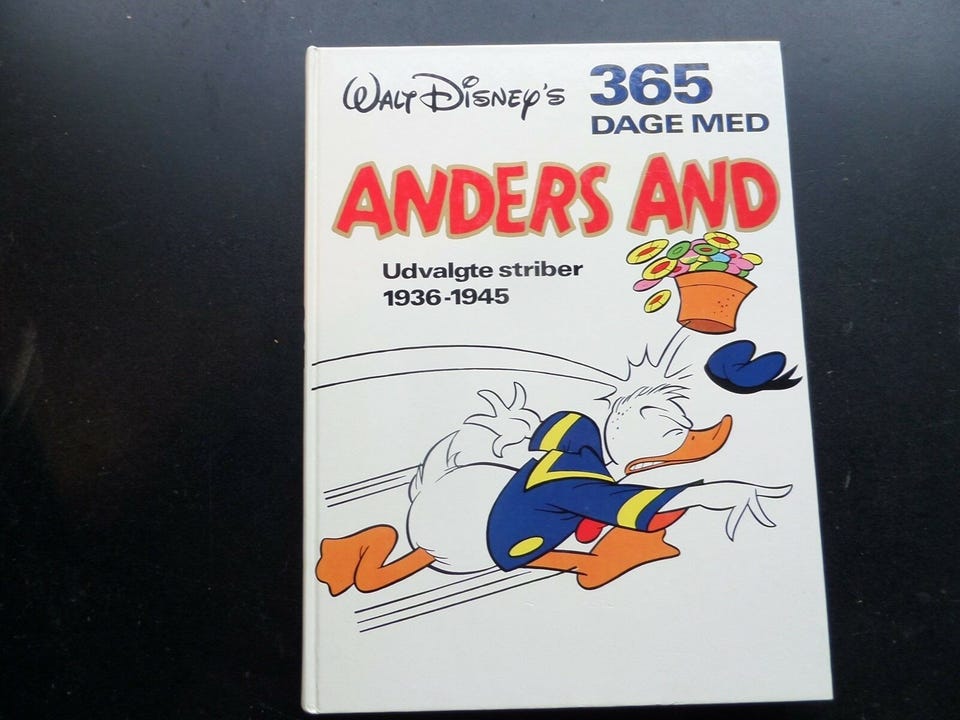 WALT DISNEY'S
365
DAGE MED
ANDERS AND
Udvalgte striber
1936-1945